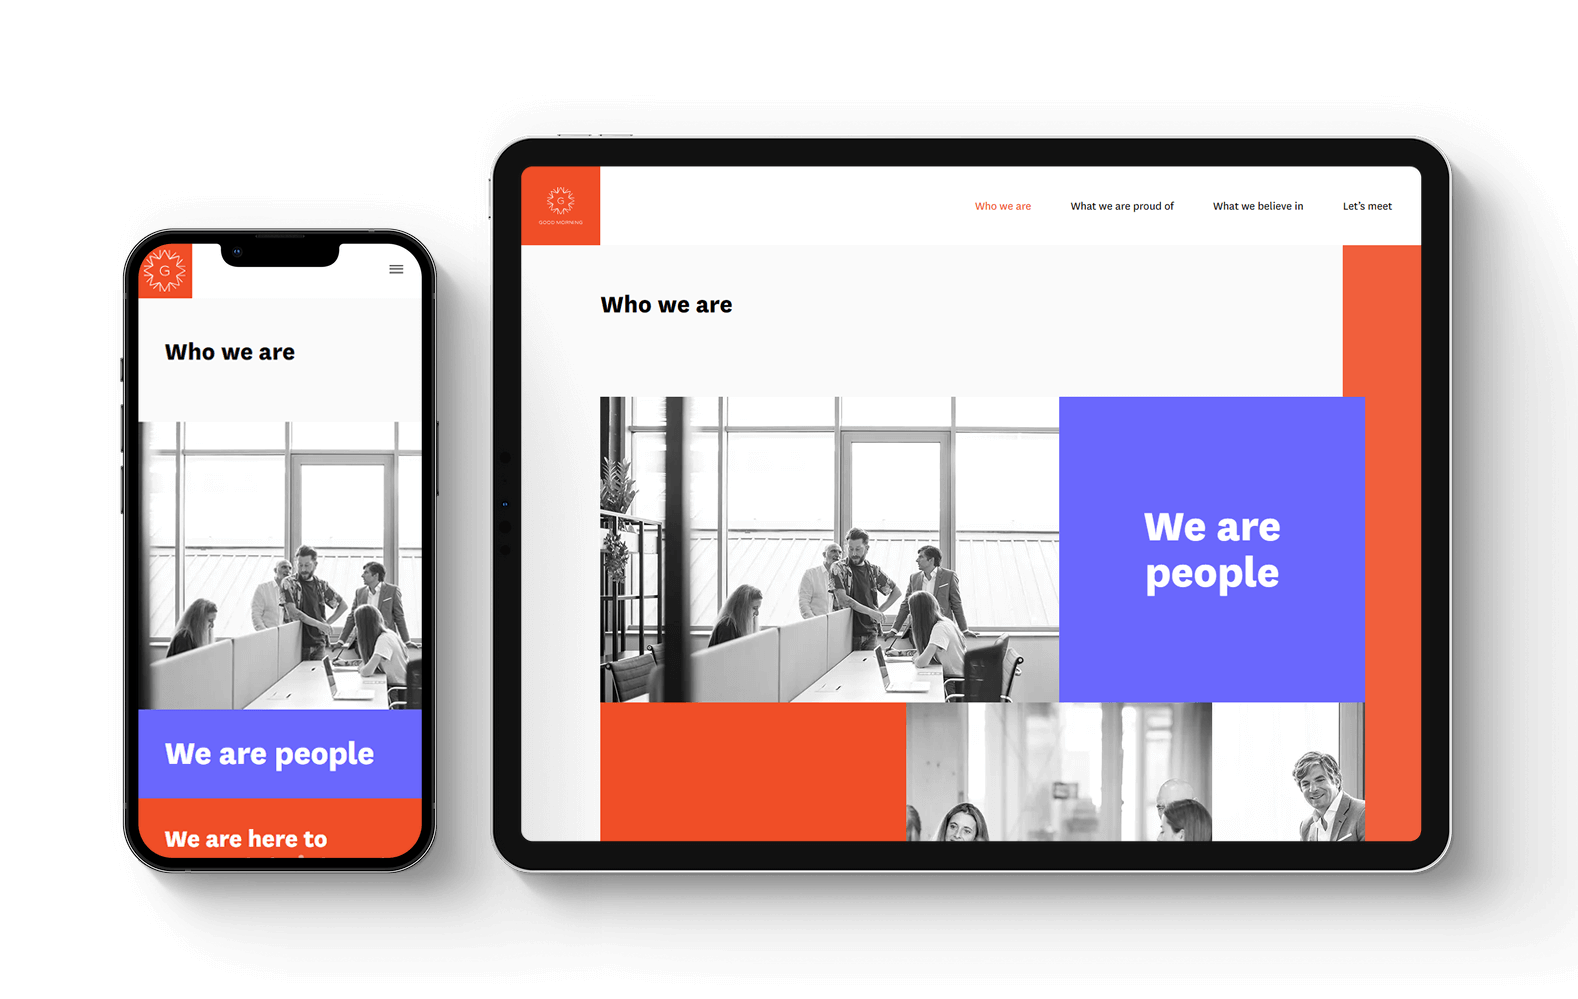 G
Who we are
We are people
We are here to
G
GOOD MORNING
Who we are
What we are proud of
What we believe in
Let's meet
Who we are
We are
people